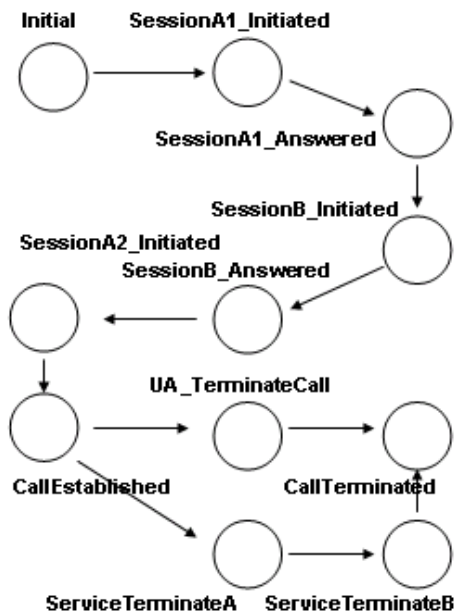 Initial
SessionA1_Initiated
SessionA1_Answered
SessionB_Initiated
SessionA2_Initiated
SessionB_Answered
UA_TerminateCall
CallEstablished
CallTerminated
ServiceTerminateA
ServiceTerminateB